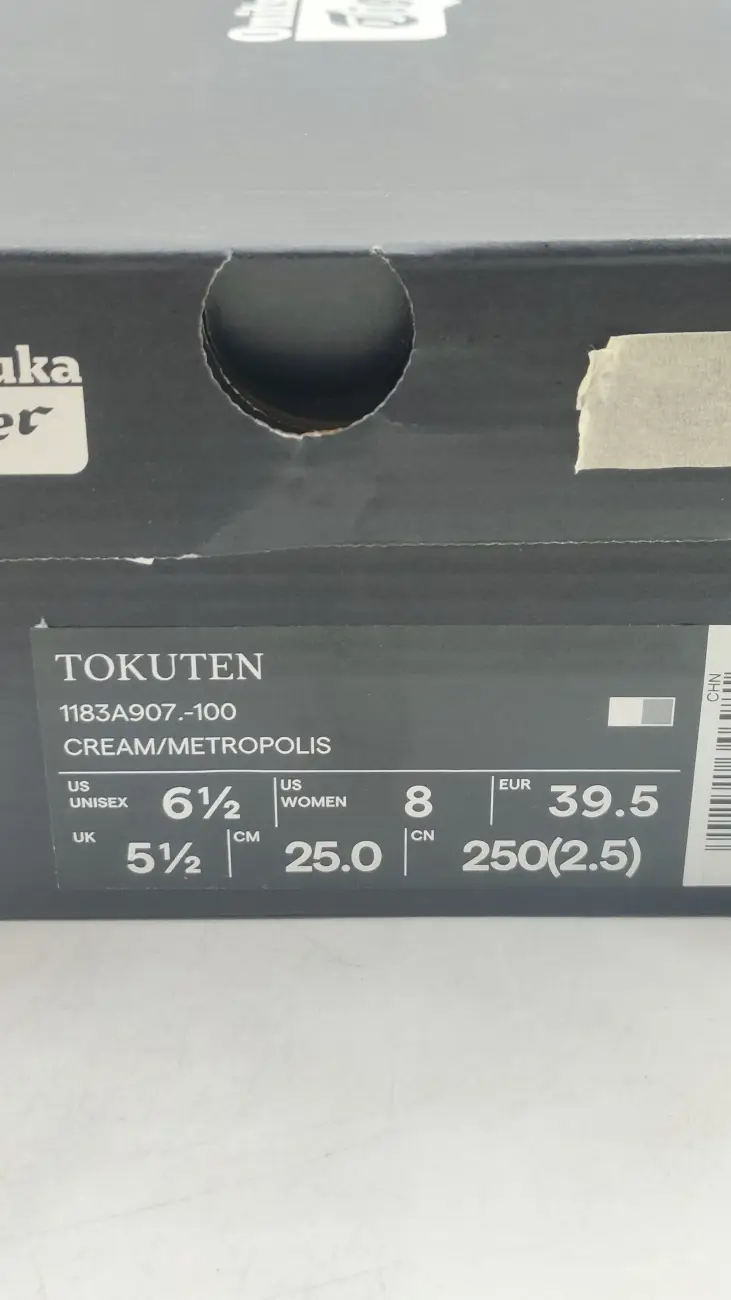 uka
er
TOKUTEN
1183A907.-100
CREAM/METROPOLIS
US UNISEX 6½ US WOMEN 8 EUR 39.5
UK 5½ CM 25.0 CN 250(2.5)
CHN